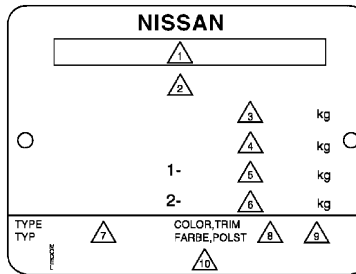 NISSAN
1
2
3 kg
4 kg
1- 5 kg
2- 6 kg
TYPE COLOR,TRIM
TYP 7 FARBE,POLST 8 9
MODEL 10